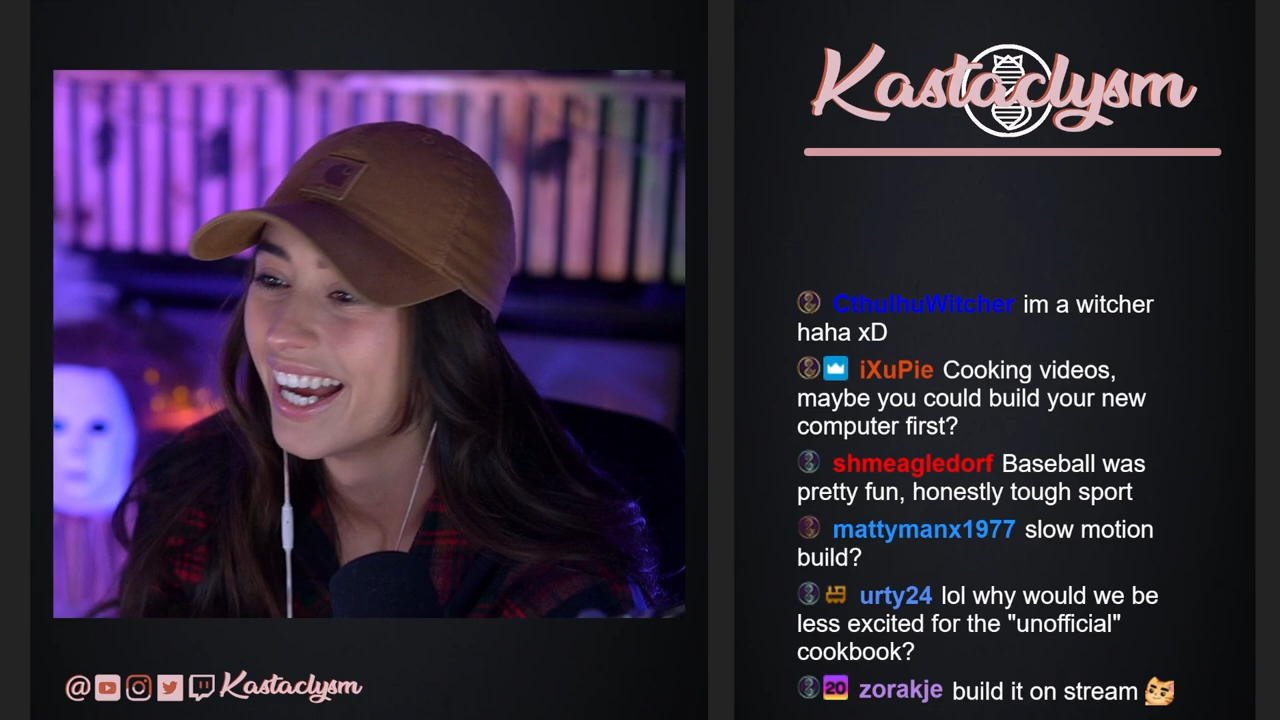 Kastaclysm
CthulhuWitcher im a witcher
haha xD
iXuPie Cooking videos,
maybe you could build your new
computer first?
shmeagledorf Baseball was
pretty fun, honestly tough sport
mattymanx1977 slow motion
build?
urty24 lol why would we be
less excited for the "unofficial"
cookbook?
20 zorakje build it on stream
@ Kastaclysm